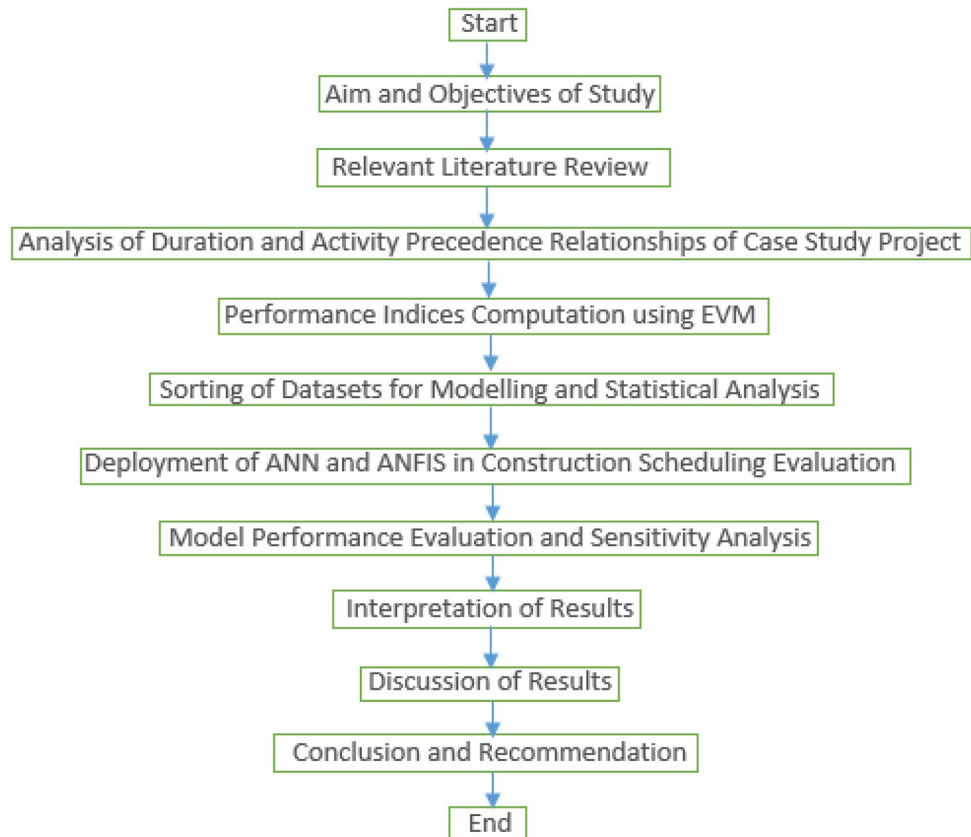 Start
Aim and Objectives of Study
Relevant Literature Review
Analysis of Duration and Activity Precedence Relationships of Case Study Project
Performance Indices Computation using EVM
Sorting of Datasets for Modelling and Statistical Analysis
Deployment of ANN and ANFIS in Construction Scheduling Evaluation
Model Performance Evaluation and Sensitivity Analysis
Interpretation of Results
Discussion of Results
Conclusion and Recommendation
End